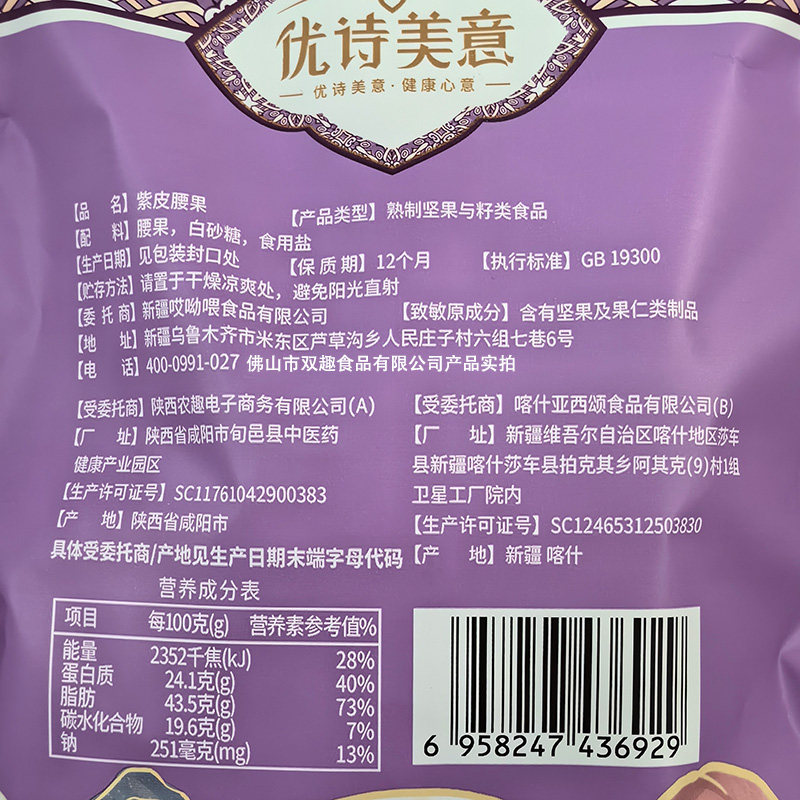 优诗美意
优诗美意·健康心意
【品 名】紫皮腰果 【产品类型】熟制坚果与籽类食品
【配 料】腰果，白砂糖，食用盐
【生产日期】见包装封口处 【保 质 期】12个月 【执行标准】GB 19300
【贮存方法】请置于干燥凉爽处，避免阳光直射
【委 托 商】新疆哎呦喂食品有限公司 【致敏原成分】含有坚果及果仁类制品
【地 址】新疆乌鲁木齐市米东区芦草沟乡人民庄子村六组七巷6号
【电 话】400-0991-027 佛山市双趣食品有限公司产品实拍
【受委托商】陕西农趣电子商务有限公司(A)
【厂 址】陕西省咸阳市旬邑县中医药
健康产业园区
【生产许可证号】SC11761042900383
【产 地】陕西省咸阳市
具体受委托商/产地见生产日期末端字母代码
【受委托商】喀什亚西颂食品有限公司(B)
【厂 址】新疆维吾尔自治区喀什地区莎车
县新疆喀什莎车县拍克其乡阿其克(9)村1组
卫星工厂院内
【生产许可证号】SC12465312503830
【产 地】新疆 喀什
营养成分表
项目 每100克(g) 营养素参考值%
能量 2352千焦(kJ) 28%
蛋白质 24.1克(g) 40%
脂肪 43.5克(g) 73%
碳水化合物 19.6克(g) 7%
钠 251毫克(mg) 13%
6 958247 436929